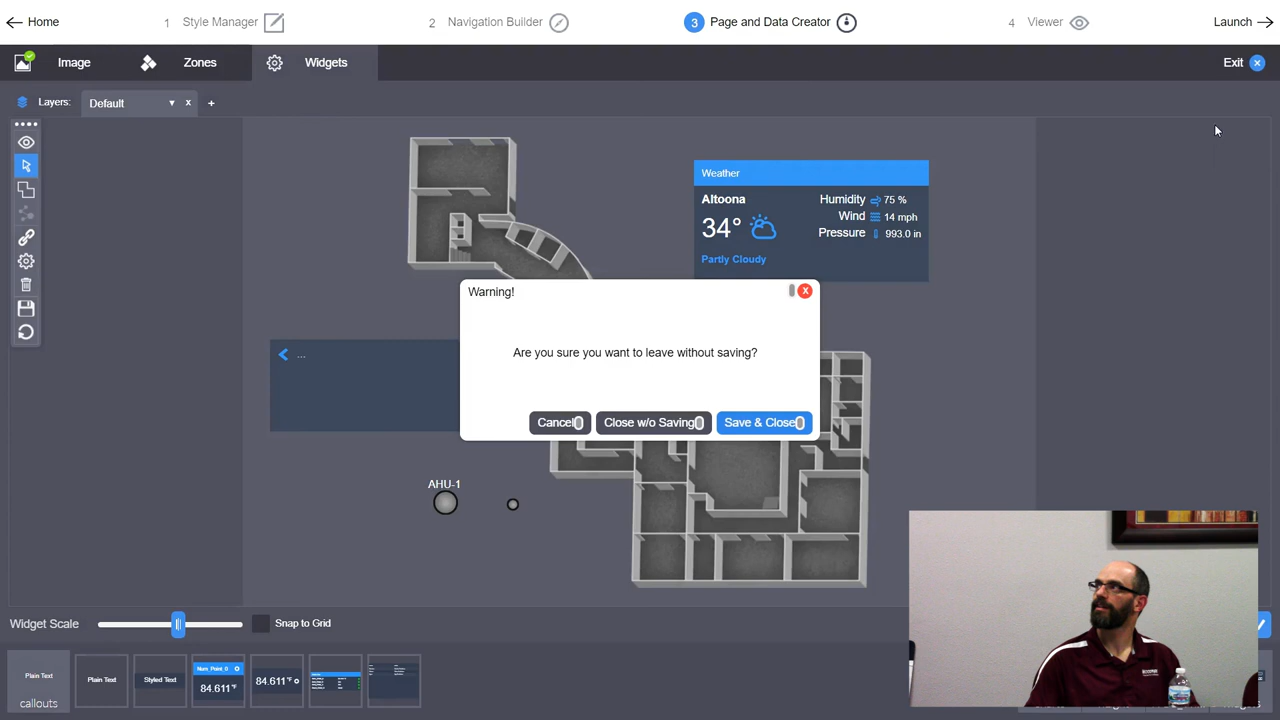 Home
1 Style Manager
2 Navigation Builder
3 Page and Data Creator
4 Viewer
Launch
Image
Zones
Widgets
Exit
Layers:
Default
+
Weather
Altoona
34°
Partly Cloudy
Humidity 75 %
Wind 14 mph
Pressure 993.0 in
Warning!
Are you sure you want to leave without saving?
Cancel
Close w/o Saving
Save & Close
...
AHU-1
Widget Scale
Snap to Grid
Plain Text
callouts
Plain Text
Styled Text
Num_Point_0
84.611°F
84.611°F